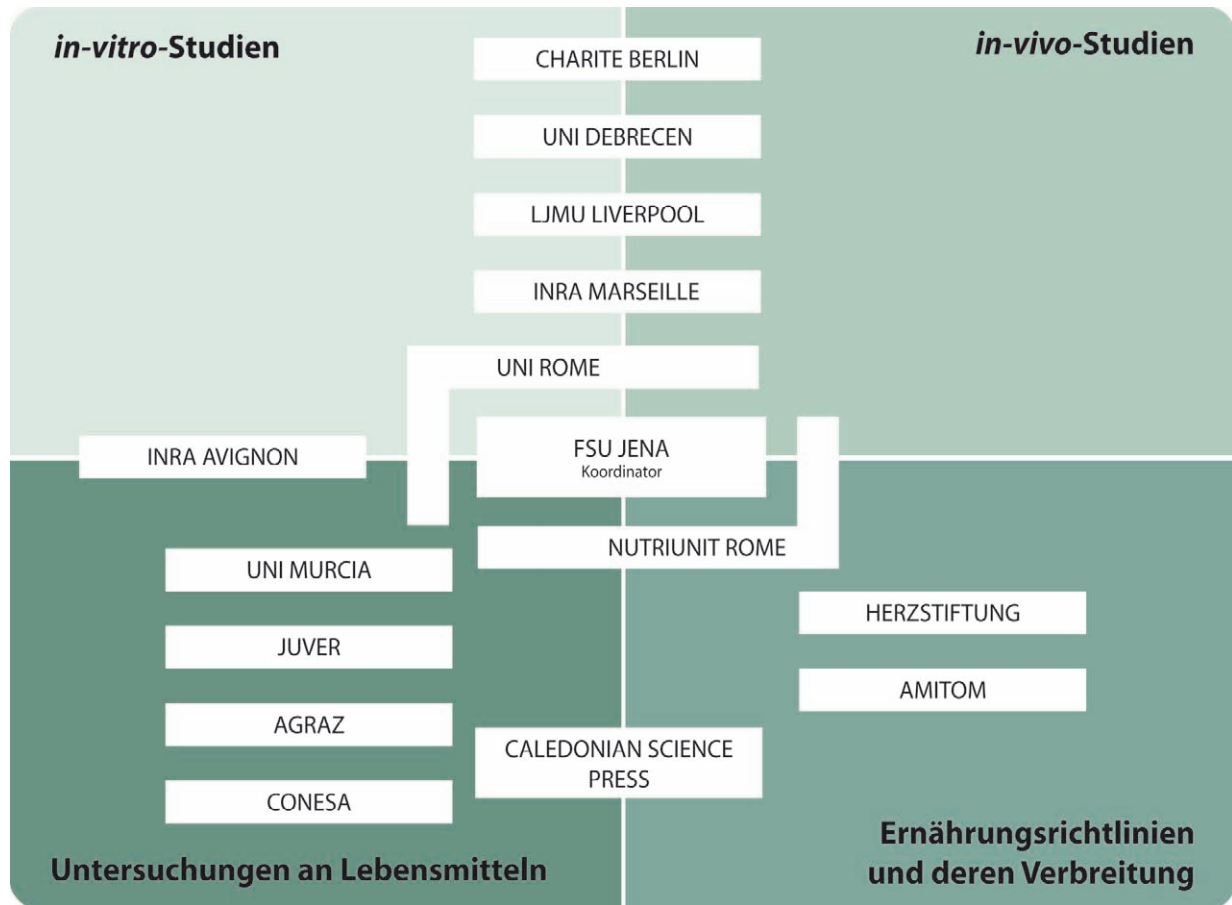 in-vitro-Studien
in-vivo-Studien
CHARITE BERLIN
UNI DEBRECEN
LJMU LIVERPOOL
INRA MARSEILLE
UNI ROME
INRA AVIGNON
FSU JENA
Koordinator
NUTRIUNIT ROME
UNI MURCIA
HERZSTIFTUNG
JUVER
AMITOM
AGRAZ
CALEDONIAN SCIENCE
PRESS
CONESA
Untersuchungen an Lebensmitteln
Ernährungsrichtlinien
und deren Verbreitung